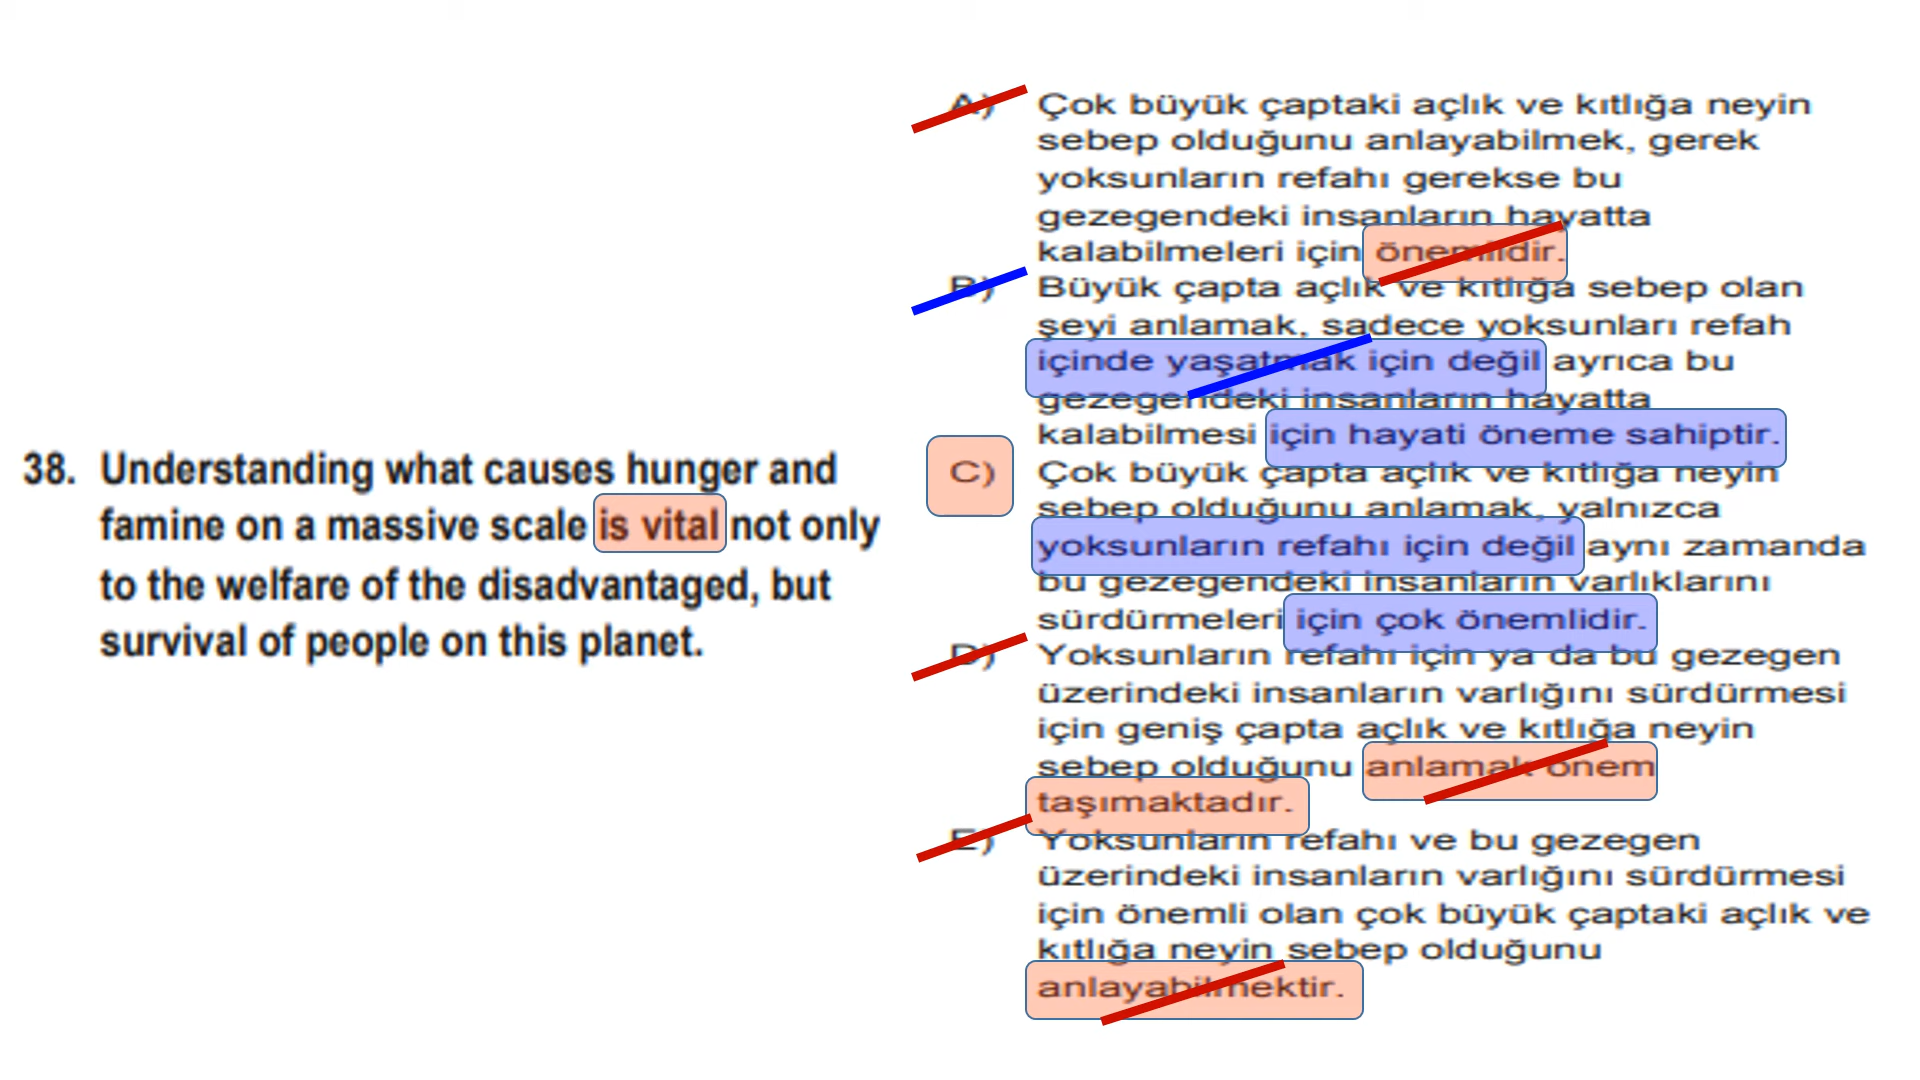 38. Understanding what causes hunger and
famine on a massive scale is vital not only
to the welfare of the disadvantaged, but
survival of people on this planet.
A) Çok büyük çaptaki açlık ve kıtlığa neyin
sebep olduğunu anlayabilmek, gerek
yoksunların refahı gerekse bu
gezegendeki insanların hayatta
kalabilmeleri için önemlidir.
B) Büyük çapta açlık ve kıtlığa sebep olan
şeyi anlamak, sadece yoksunları refah
içinde yaşatmak için değil ayrıca bu
gezegendeki insanların hayatta
kalabilmesi için hayati öneme sahiptir.
C) Çok büyük çapta açlık ve kıtlığa neyin
sebep olduğunu anlamak, yalnızca
yoksunların refahı için değil aynı zamanda
bu gezegendeki insanların varlıklarını
sürdürmeleri için çok önemlidir.
D) Yoksunların refahı için ya da bu gezegen
üzerindeki insanların varlığını sürdürmesi
için geniş çapta açlık ve kıtlığa neyin
sebep olduğunu anlamak önem
taşımaktadır.
E) Yoksunların refahı ve bu gezegen
üzerindeki insanların varlığını sürdürmesi
için önemli olan çok büyük çaptaki açlık ve
kıtlığa neyin sebep olduğunu
anlayabilmektir.